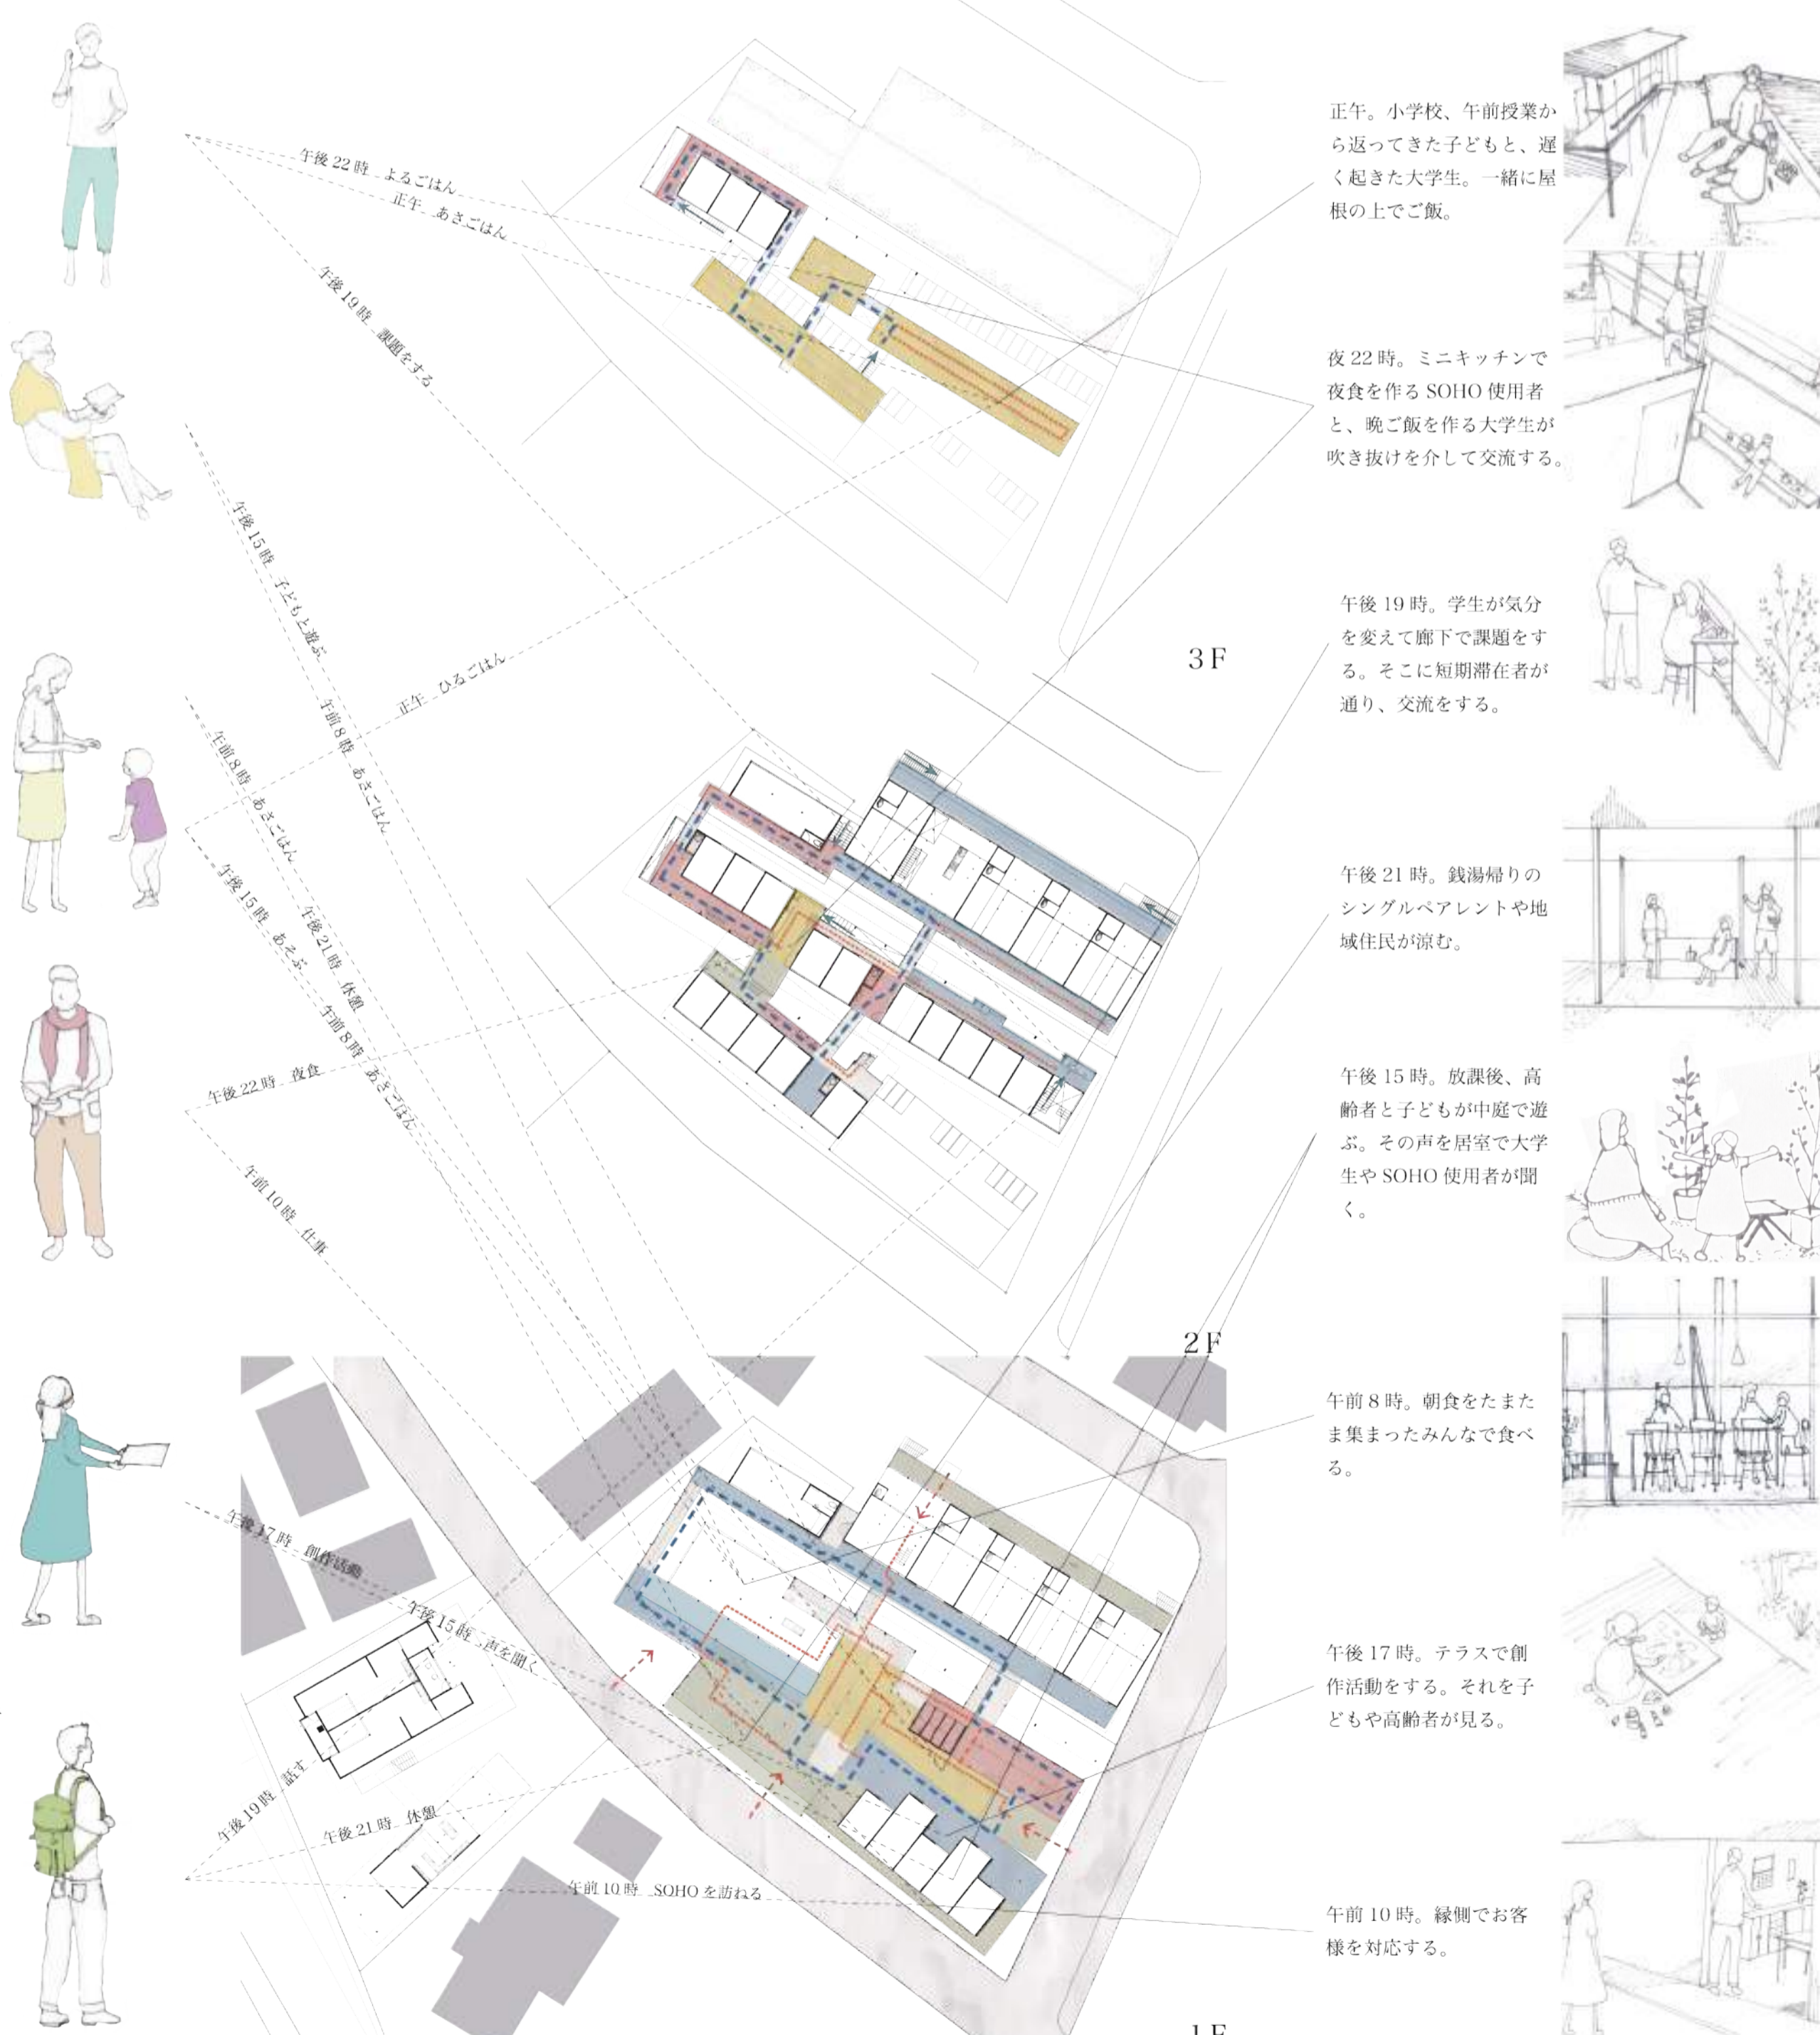 午後 22 時　よるごはん
正午　あさごはん
午後 19 時　課題をする
午後 15 時　子どもと遊ぶ
午前 8 時　あさごはん
正午　ひるごはん
午前 8 時　あさごはん
午後 21 時　休憩
午後 15 時　あそぶ
午前 8 時　あさごはん
午後 22 時　夜食
午前 10 時　仕事
午後 17 時　創作活動
午後 15 時　声を聞く
午後 19 時　話す
午後 21 時　休憩
午前 10 時　SOHO を訪ねる
3F
2F
1F
正午。小学校、午前授業か
ら返ってきた子どもと、遅
く起きた大学生。一緒に屋
根の上でご飯。
夜 22 時。ミニキッチンで
夜食を作る SOHO 使用者
と、晩ご飯を作る大学生が
吹き抜けを介して交流する。
午後 19 時。学生が気分
を変えて廊下で課題をす
る。そこに短期滞在者が
通り、交流をする。
午後 21 時。銭湯帰りの
シングルペアレントや地
域住民が涼む。
午後 15 時。放課後、高
齢者と子どもが中庭で遊
ぶ。その声を居室で大学
生や SOHO 使用者が聞
く。
午前 8 時。朝食をたまた
ま集まったみんなで食べ
る。
午後 17 時。テラスで創
作活動をする。それを子
どもや高齢者が見る。
午前 10 時。縁側でお客
様を対応する。